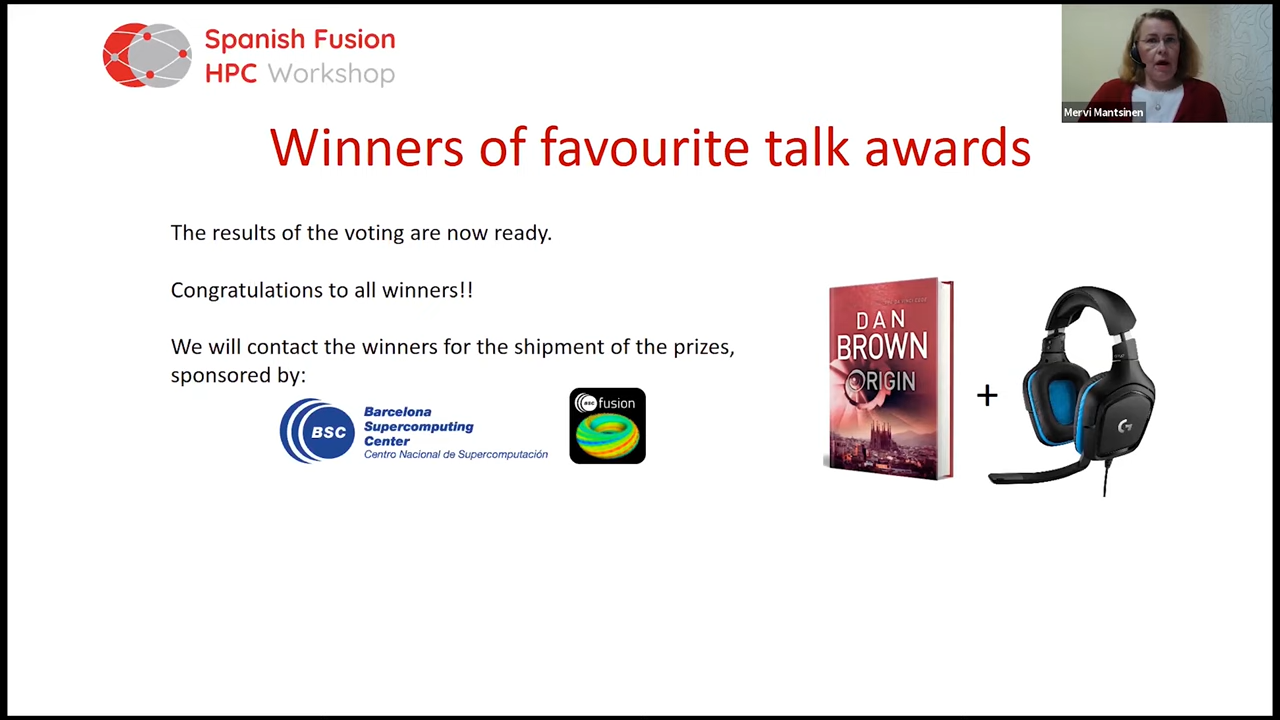 Spanish Fusion
HPC Workshop
Mervi Mantsinen
Winners of favourite talk awards
The results of the voting are now ready.
Congratulations to all winners!!
We will contact the winners for the shipment of the prizes,
sponsored by:
BSC
Barcelona
Supercomputing
Center
Centro Nacional de Supercomputación
BSC fusion
DAN
BROWN
ORIGIN
+
G